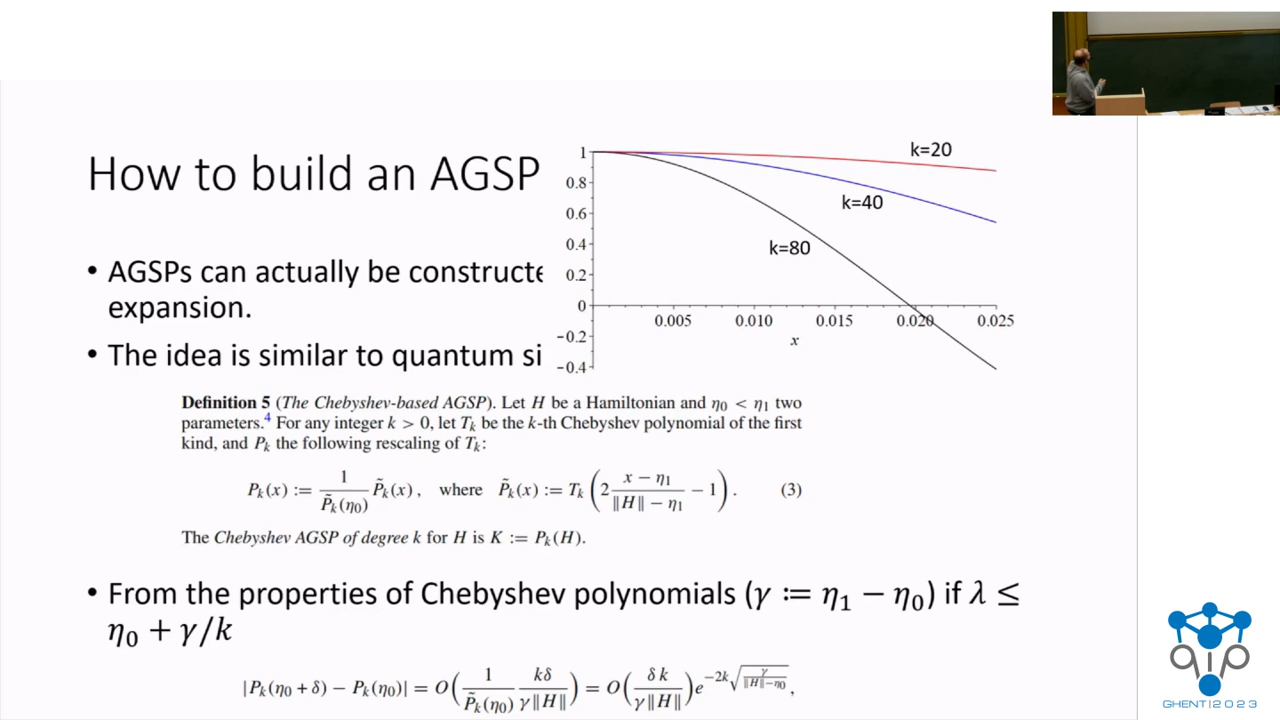 How to build an AGSP
• AGSPs can actually be constructe
expansion.
• The idea is similar to quantum si
1
0.8
0.6
0.4
0.2
0
−0.2
−0.4
0.005 0.010 0.015 0.020 0.025
x
k=20
k=40
k=80
Definition 5 (The Chebyshev-based AGSP). Let H be a Hamiltonian and η₀ < η₁ two
parameters.⁴ For any integer k > 0, let Tₖ be the k-th Chebyshev polynomial of the first
kind, and Pₖ the following rescaling of Tₖ:
Pₖ(x) := 1/P̃ₖ(η₀) P̃ₖ(x), where P̃ₖ(x) := Tₖ(2 (x − η₁)/(‖H‖ − η₁) − 1). (3)
The Chebyshev AGSP of degree k for H is K := Pₖ(H).
• From the properties of Chebyshev polynomials (γ ≔ η₁ − η₀) if λ ≤
η₀ + γ/k
|Pₖ(η₀ + δ) − Pₖ(η₀)| = O(1/P̃ₖ(η₀) kδ/(γ‖H‖)) = O(δk/(γ‖H‖)) e^{−2k√(γ/(‖H‖−η₀))},
qip
GHENT|2023